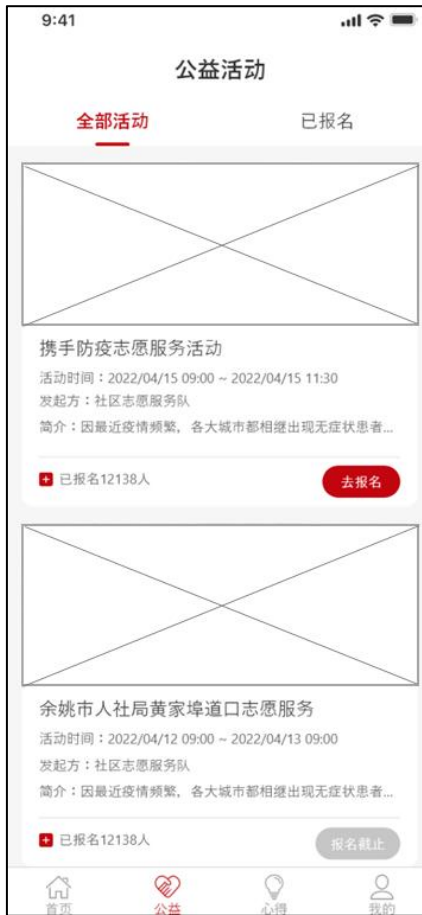 9:41
公益活动
全部活动
已报名
携手防疫志愿服务活动
活动时间：2022/04/15 09:00 ~ 2022/04/15 11:30
发起方：社区志愿服务队
简介：因最近疫情频繁，各大城市都相继出现无症状患者...
已报名12138人
去报名
余姚市人社局黄家埠道口志愿服务
活动时间：2022/04/12 09:00 ~ 2022/04/13 09:00
发起方：社区志愿服务队
简介：因最近疫情频繁，各大城市都相继出现无症状患者...
已报名12138人
报名截止
首页
公益
心得
我的